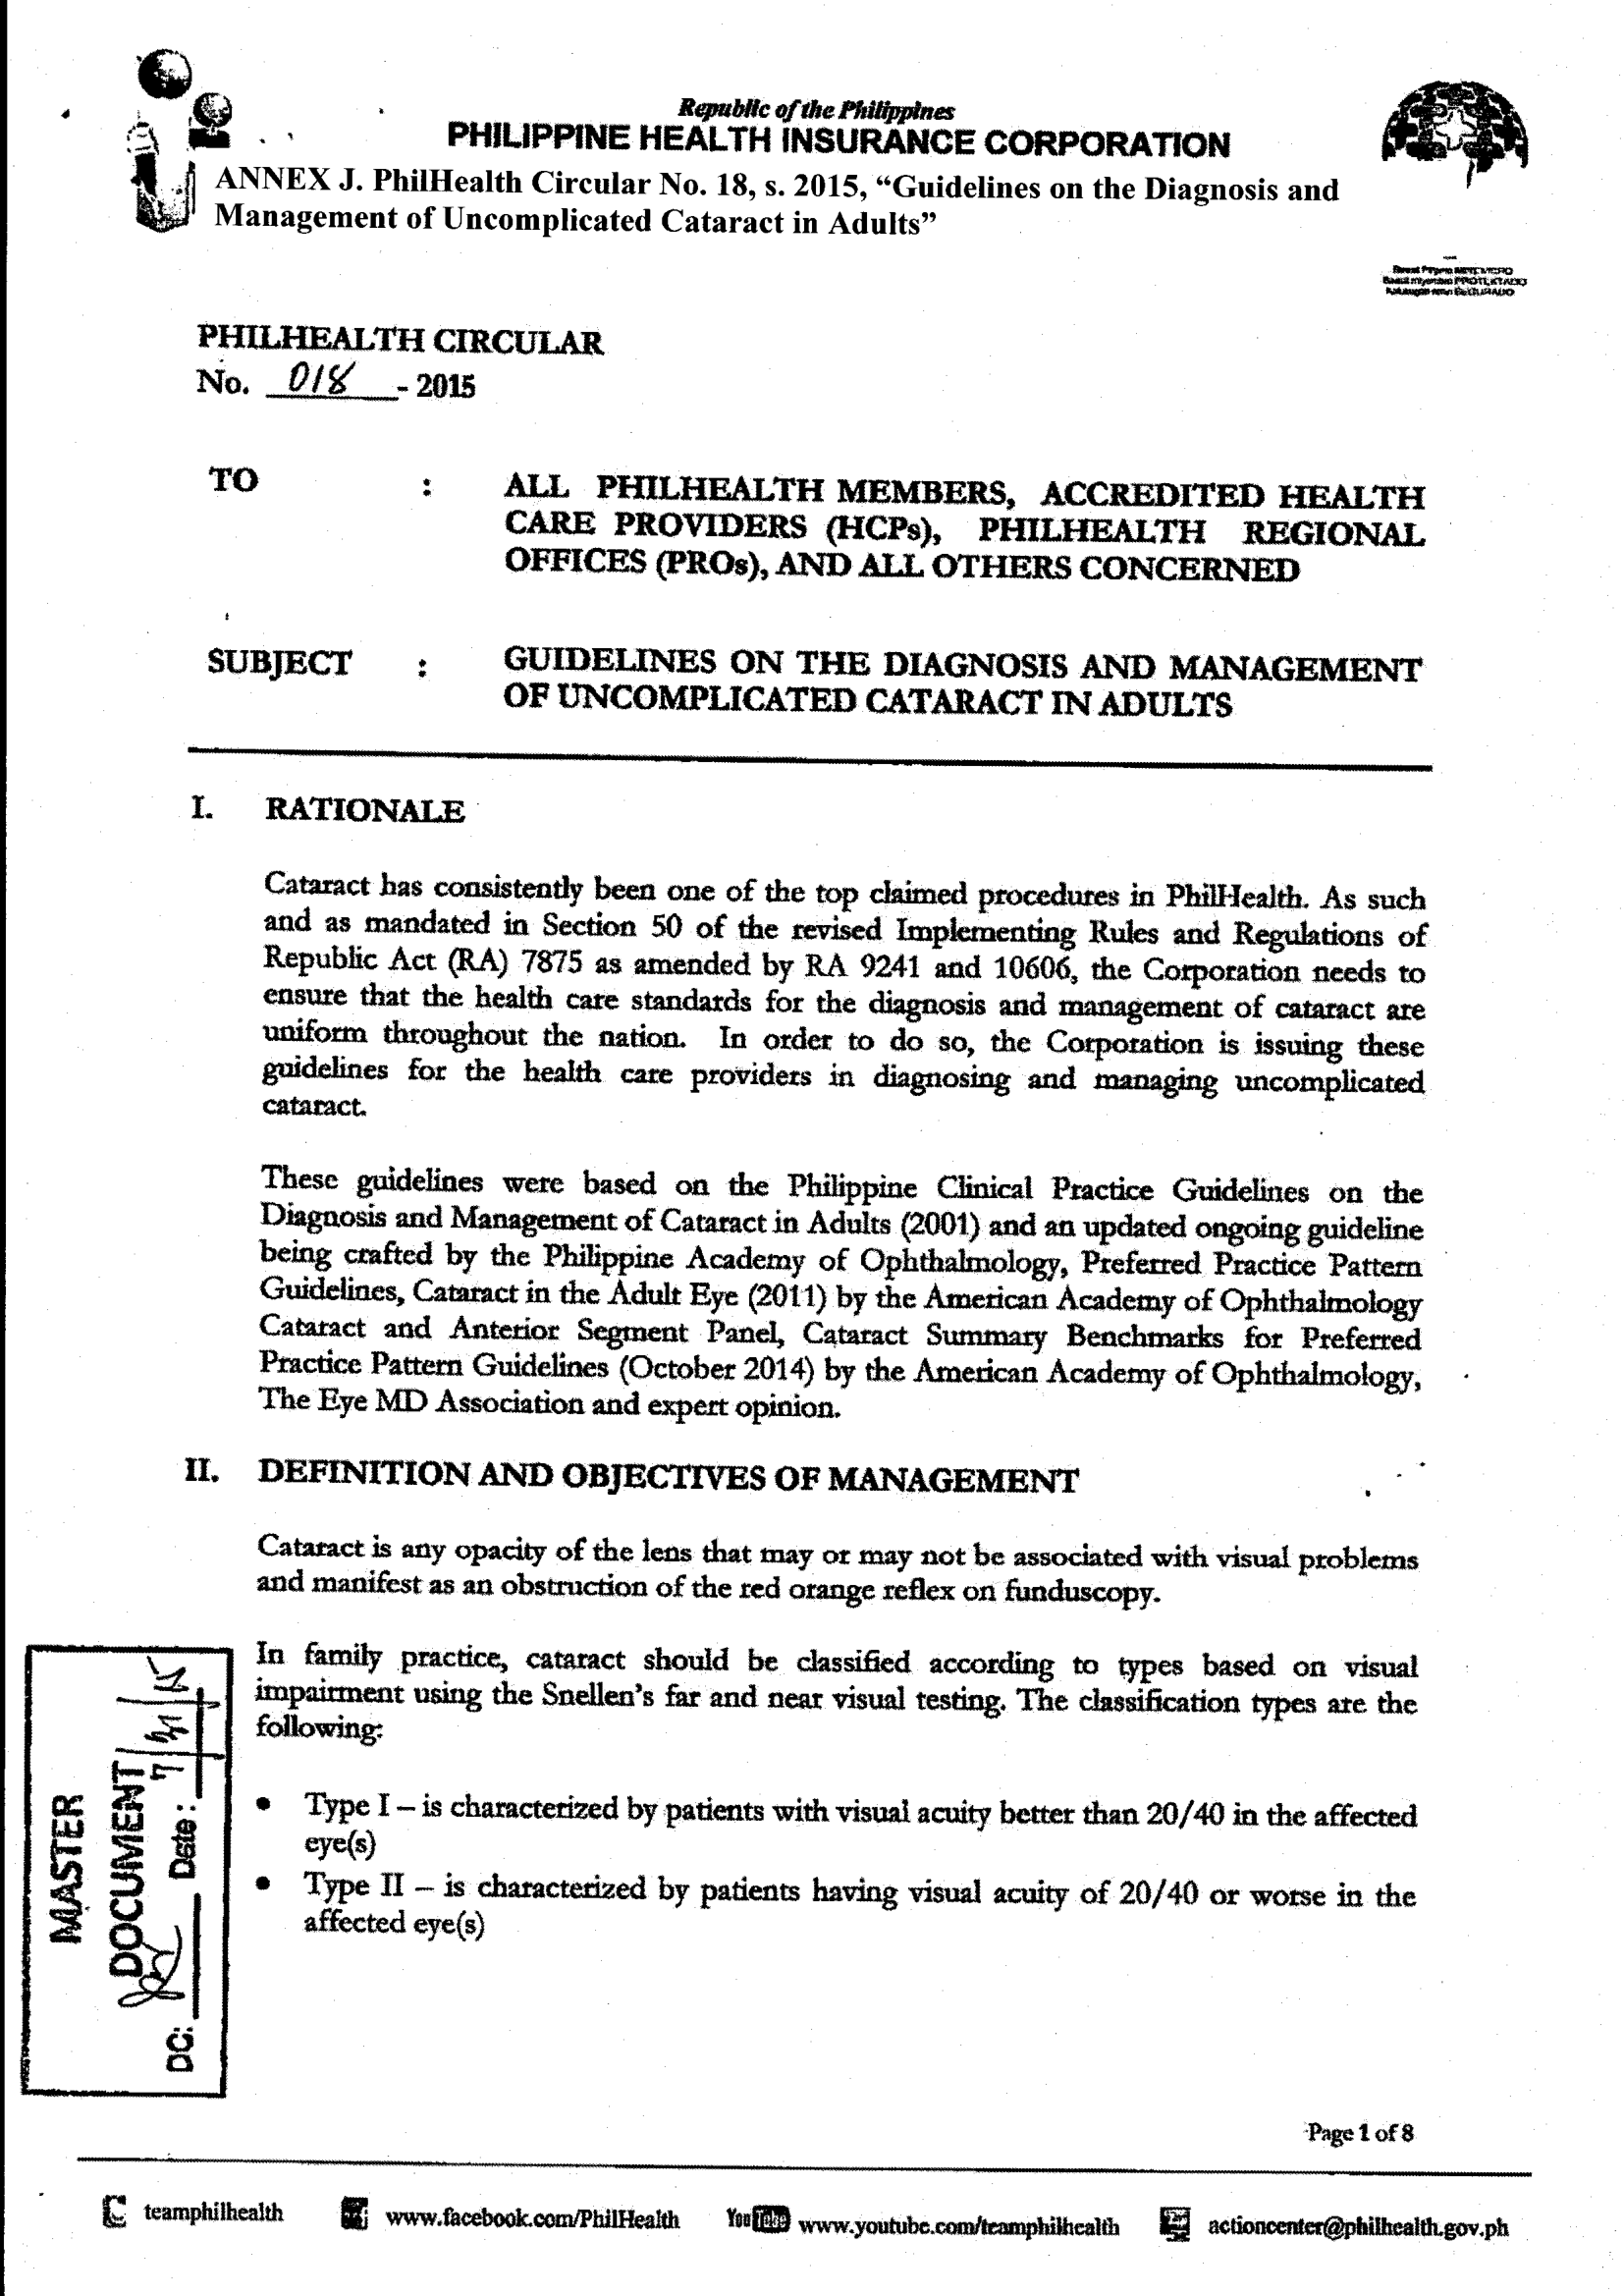 Republic of the Philippines
PHILIPPINE HEALTH INSURANCE CORPORATION
ANNEX J. PhilHealth Circular No. 18, s. 2015, “Guidelines on the Diagnosis and
Management of Uncomplicated Cataract in Adults”
PHILHEALTH CIRCULAR
No. 018 - 2015
TO : ALL PHILHEALTH MEMBERS, ACCREDITED HEALTH
CARE PROVIDERS (HCPs), PHILHEALTH REGIONAL
OFFICES (PROs), AND ALL OTHERS CONCERNED
SUBJECT : GUIDELINES ON THE DIAGNOSIS AND MANAGEMENT
OF UNCOMPLICATED CATARACT IN ADULTS
I. RATIONALE
Cataract has consistently been one of the top claimed procedures in PhilHealth. As such
and as mandated in Section 50 of the revised Implementing Rules and Regulations of
Republic Act (RA) 7875 as amended by RA 9241 and 10606, the Corporation needs to
ensure that the health care standards for the diagnosis and management of cataract are
uniform throughout the nation. In order to do so, the Corporation is issuing these
guidelines for the health care providers in diagnosing and managing uncomplicated
cataract.
These guidelines were based on the Philippine Clinical Practice Guidelines on the
Diagnosis and Management of Cataract in Adults (2001) and an updated ongoing guideline
being crafted by the Philippine Academy of Ophthalmology, Preferred Practice Pattern
Guidelines, Cataract in the Adult Eye (2011) by the American Academy of Ophthalmology
Cataract and Anterior Segment Panel, Cataract Summary Benchmarks for Preferred
Practice Pattern Guidelines (October 2014) by the American Academy of Ophthalmology,
The Eye MD Association and expert opinion.
II. DEFINITION AND OBJECTIVES OF MANAGEMENT
Cataract is any opacity of the lens that may or may not be associated with visual problems
and manifest as an obstruction of the red orange reflex on funduscopy.
In family practice, cataract should be classified according to types based on visual
impairment using the Snellen’s far and near visual testing. The classification types are the
following:
• Type I – is characterized by patients with visual acuity better than 20/40 in the affected
eye(s)
• Type II – is characterized by patients having visual acuity of 20/40 or worse in the
affected eye(s)
MASTER
DOCUMENT
DC: Date:
Page 1 of 8
teamphilhealth
www.facebook.com/PhilHealth
YouTube www.youtube.com/teamphilhealth
actioncenter@philhealth.gov.ph